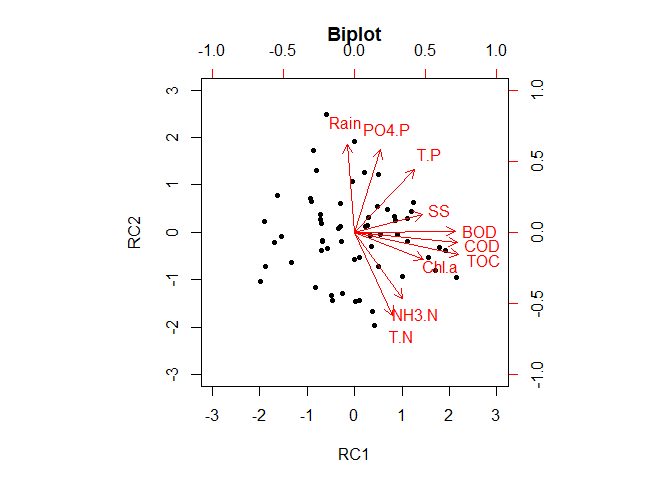 Biplot
-1.0 -0.5 0.0 0.5 1.0
3 Rain PO4.P 1.0
2 T.P 0.5
1 SS
RC2 0 BOD 0.0
COD
-1 Chl.a TOC -0.5
-2 NH3.N
T.N
-3 -1.0
-3 -2 -1 0 1 2 3
RC1